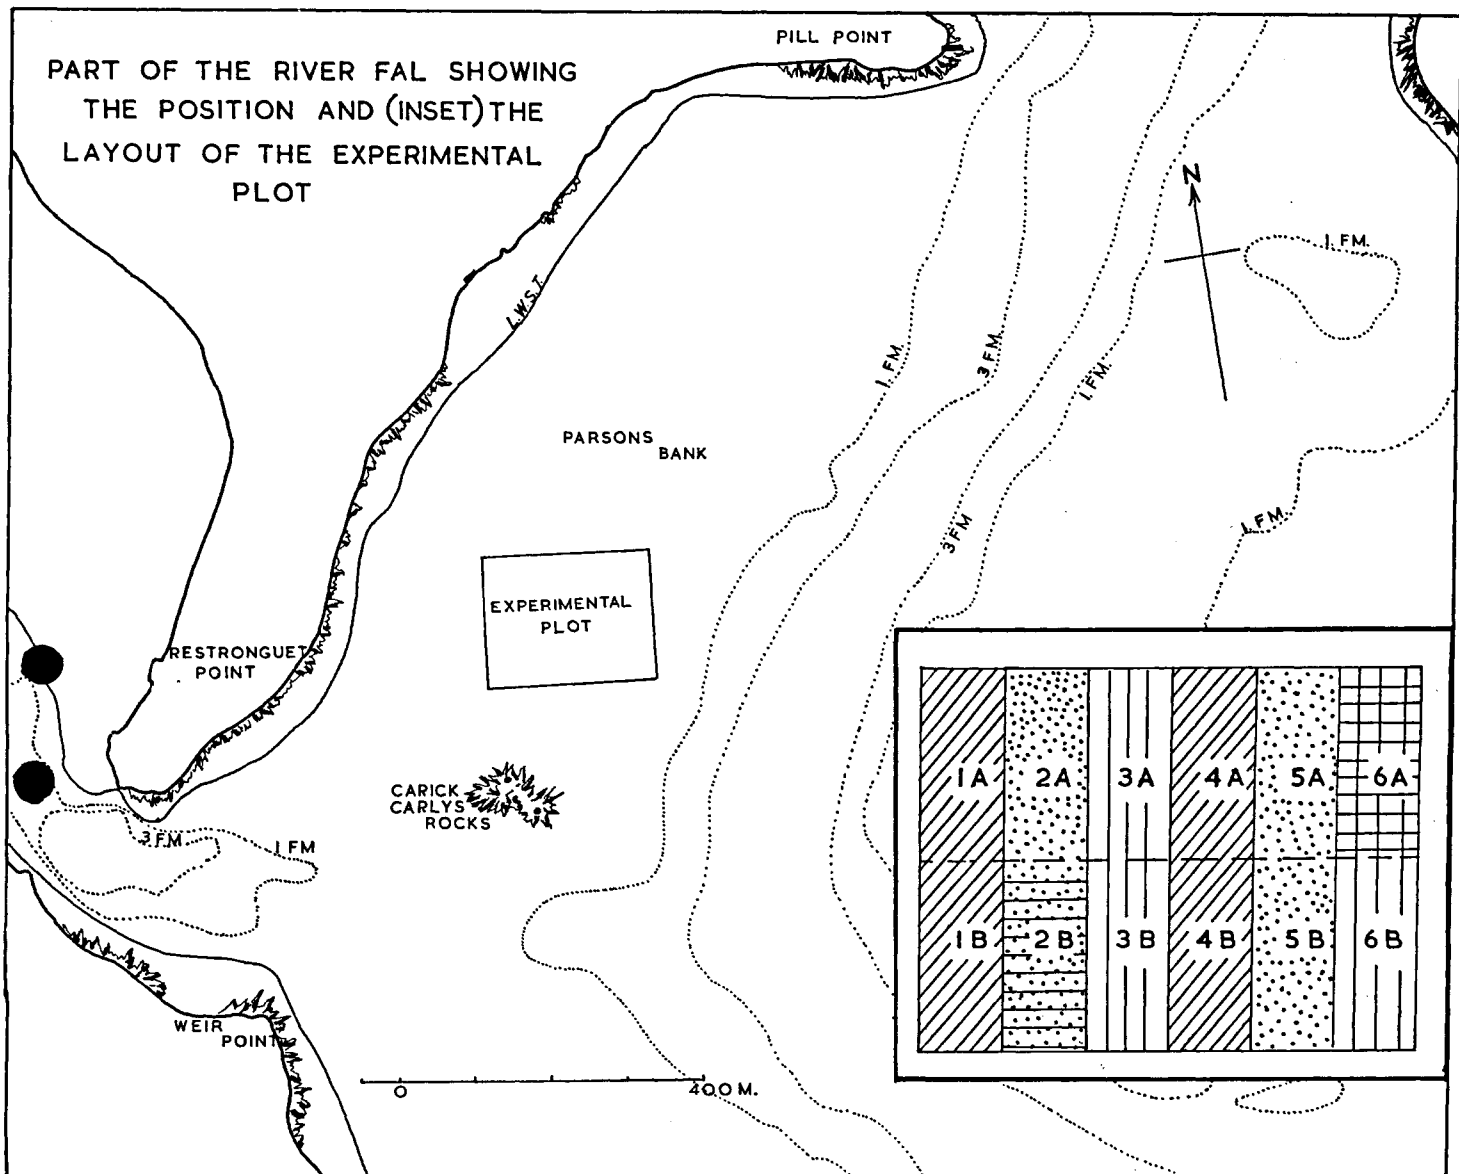 PART OF THE RIVER FAL SHOWING
THE POSITION AND (INSET) THE
LAYOUT OF THE EXPERIMENTAL
PLOT
PILL POINT
N
1. FM.
L.W.S.T.
1. FM.
3 FM.
1. FM.
PARSONS
BANK
3 FM
1. FM.
EXPERIMENTAL
PLOT
RESTRONGUET
POINT
CARICK
CARLYS
ROCKS
3 FM
1 FM
1A 2A 3A 4A 5A 6A
1B 2B 3B 4B 5B 6B
WEIR
POINT
0 400 M.